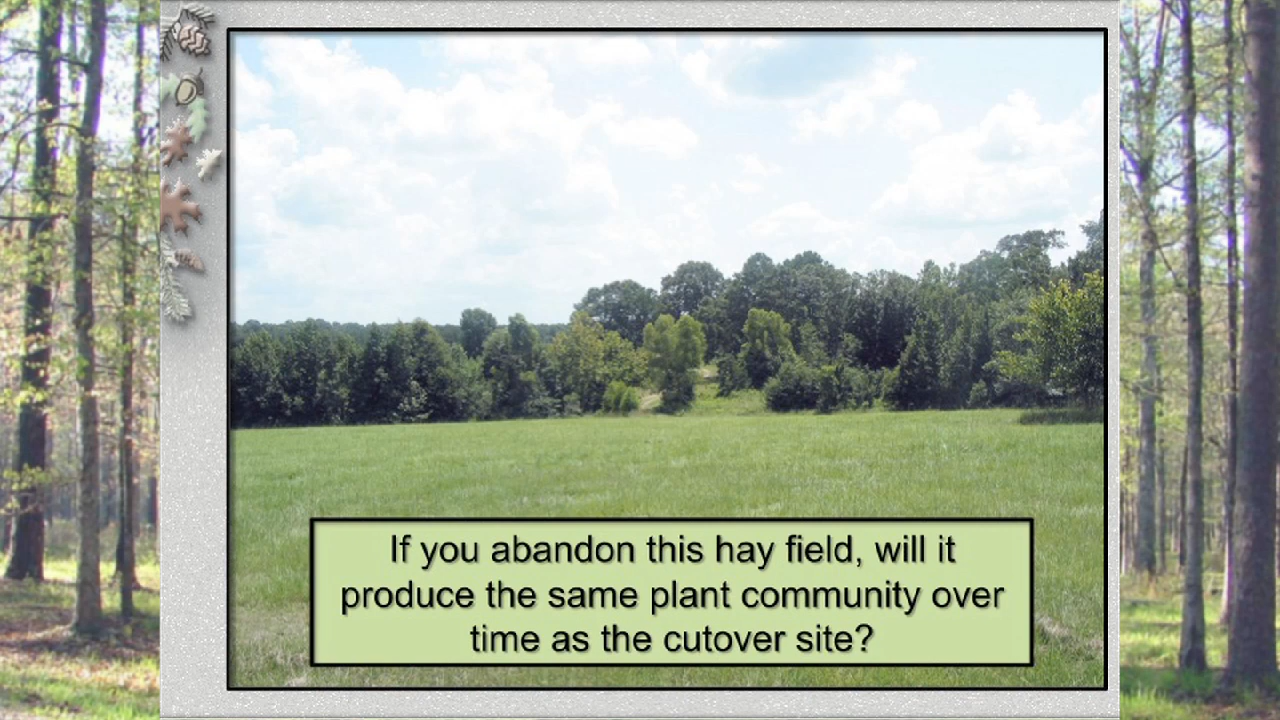 If you abandon this hay field, will it
produce the same plant community over
time as the cutover site?